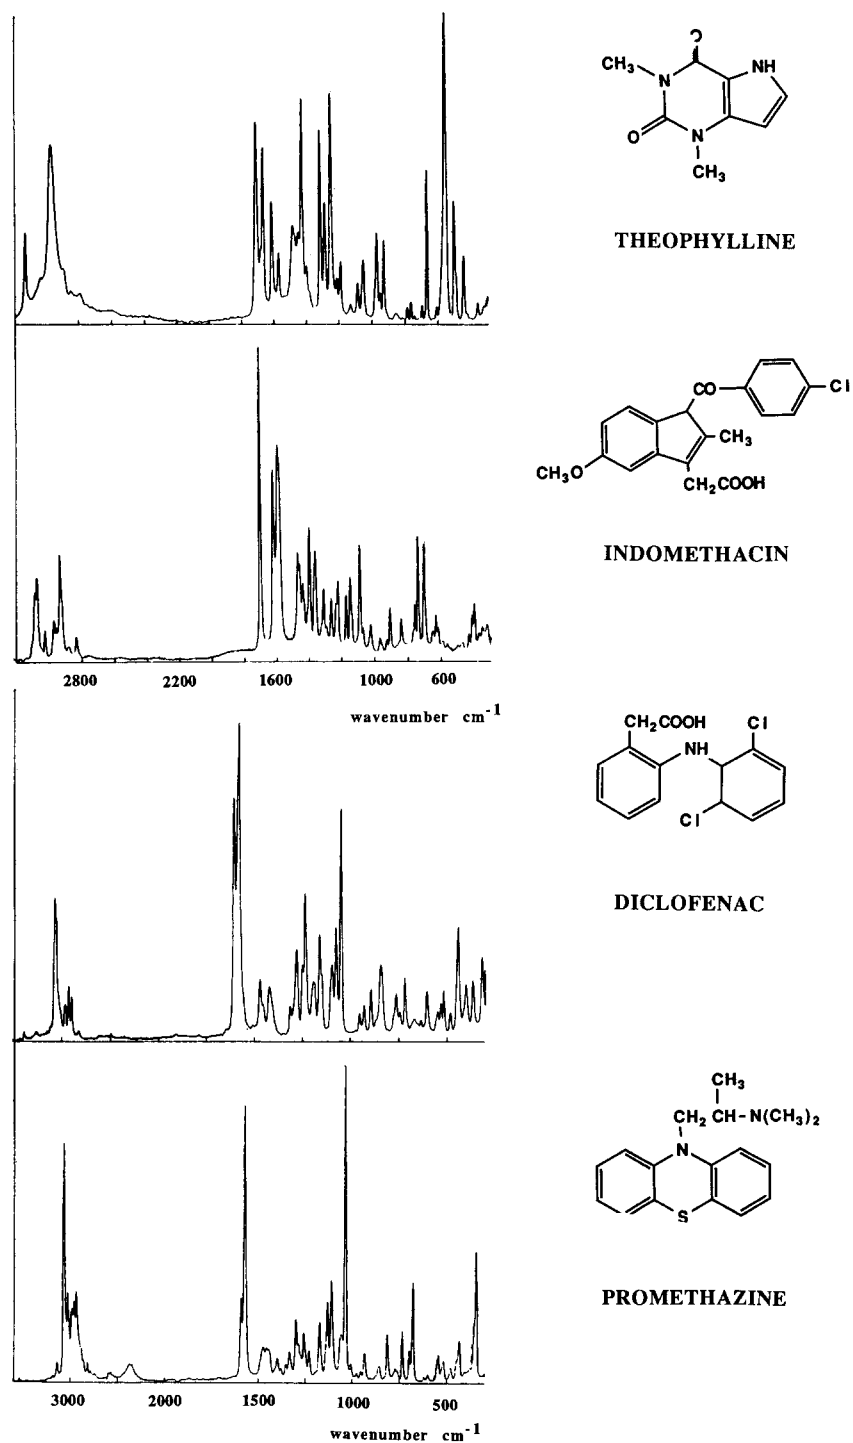 O
CH₃
N
NH
O
N
CH₃
THEOPHYLLINE
CO
Cl
CH₃
CH₃O
CH₂COOH
INDOMETHACIN
2800 2200 1600 1000 600
wavenumber cm⁻¹
CH₂COOH Cl
NH
Cl
DICLOFENAC
CH₃
CH₂ CH-N(CH₃)₂
N
S
PROMETHAZINE
3000 2000 1500 1000 500
wavenumber cm⁻¹